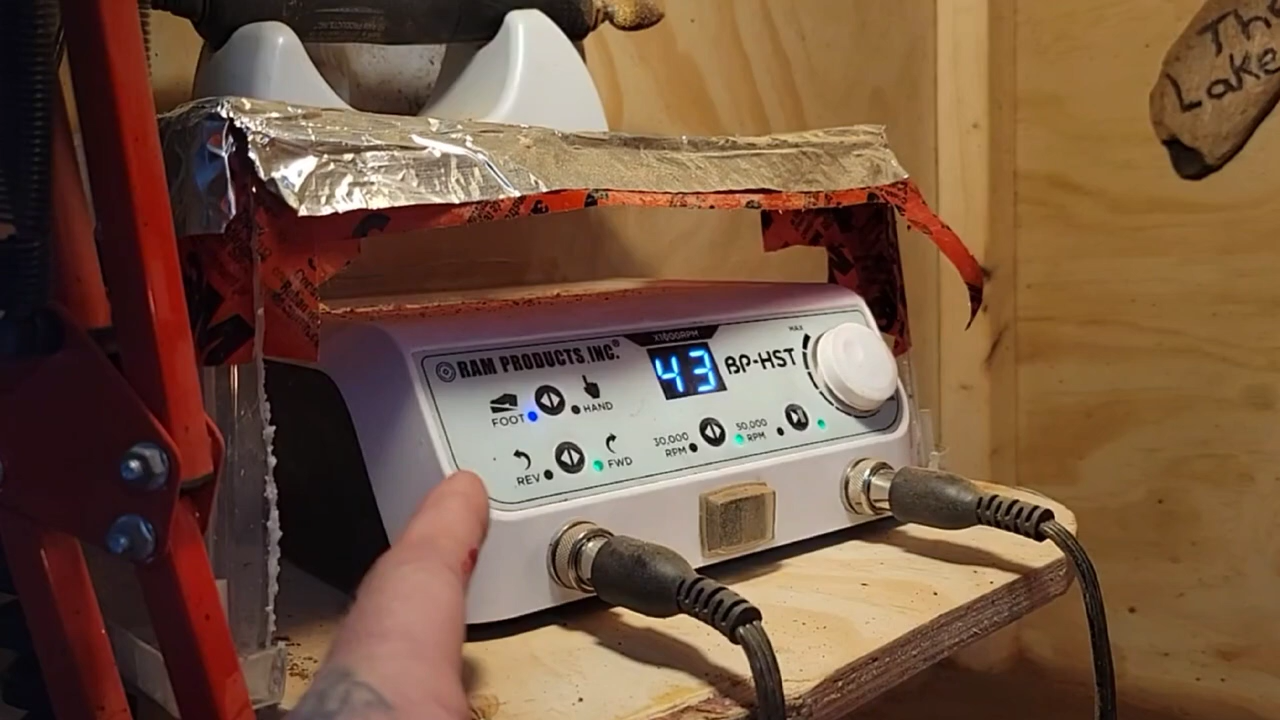 The
Lake
X1000RPM
RAM PRODUCTS, INC.®
43
BP-HST
MAX
FOOT
HAND
30,000
RPM
50,000
RPM
REV
FWD